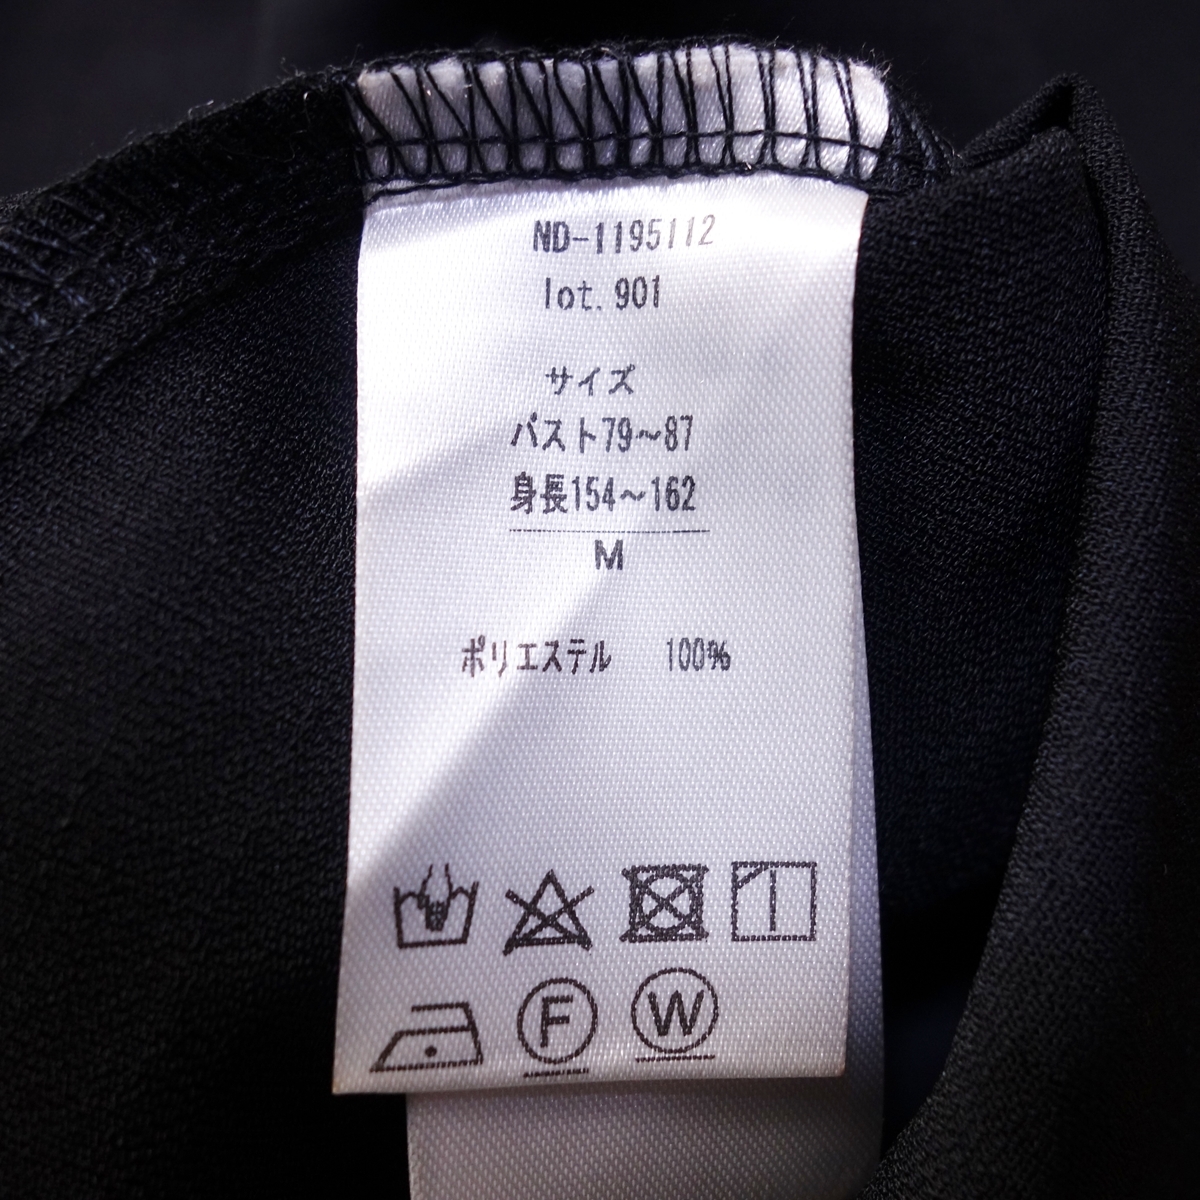 ND-1195112
lot.901
サイズ
バスト79～87
身長154～162
M
ポリエステル 100%
F W